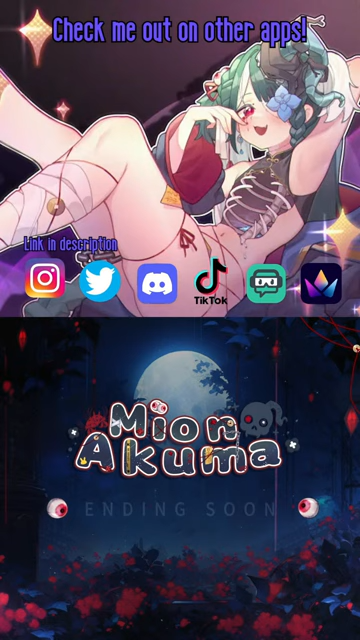 Check me out on other apps!
Link in description
TikTok
Mion
Akuma
ENDING SOON